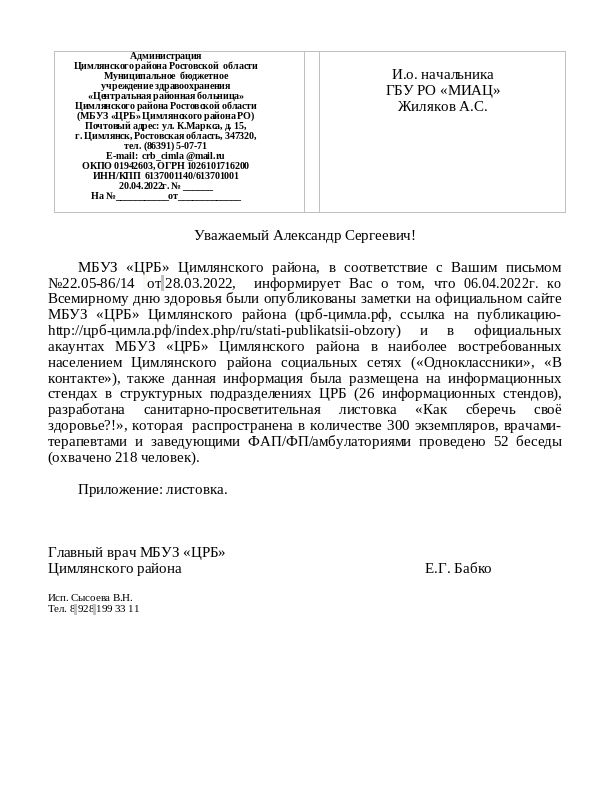 Администрация
Цимлянского района Ростовской области
Муниципальное бюджетное
учреждение здравоохранения
«Центральная районная больница»
Цимлянского района Ростовской области
(МБУЗ «ЦРБ» Цимлянского района РО)
Почтовый адрес: ул. К.Маркса, д. 15,
г. Цимлянск, Ростовская область, 347320,
тел. (86391) 5-07-71
E-mail: crb_cimla @mail.ru
ОКПО 01942603, ОГРН 1026101716200
ИНН/КПП 6137001140/613701001
20.04.2022г. № ______
На №___________от_____________
И.о. начальника
ГБУ РО «МИАЦ»
Жиляков А.С.
Уважаемый Александр Сергеевич!
МБУЗ «ЦРБ» Цимлянского района, в соответствие с Вашим письмом
№22.05-86/14 от 28.03.2022, информирует Вас о том, что 06.04.2022г. ко
Всемирному дню здоровья были опубликованы заметки на официальном сайте
МБУЗ «ЦРБ» Цимлянского района (црб-цимла.рф, ссылка на публикацию-
http://црб-цимла.рф/index.php/ru/stati-publikatsii-obzory) и в официальных
акаунтах МБУЗ «ЦРБ» Цимлянского района в наиболее востребованных
населением Цимлянского района социальных сетях («Одноклассники», «В
контакте»), также данная информация была размещена на информационных
стендах в структурных подразделениях ЦРБ (26 информационных стендов),
разработана санитарно-просветительная листовка «Как сберечь своё
здоровье?!», которая распространена в количестве 300 экземпляров, врачами-
терапевтами и заведующими ФАП/ФП/амбулаториями проведено 52 беседы
(охвачено 218 человек).
Приложение: листовка.
Главный врач МБУЗ «ЦРБ»
Цимлянского района Е.Г. Бабко
Исп. Сысоева В.Н.
Тел. 8 928 199 33 11